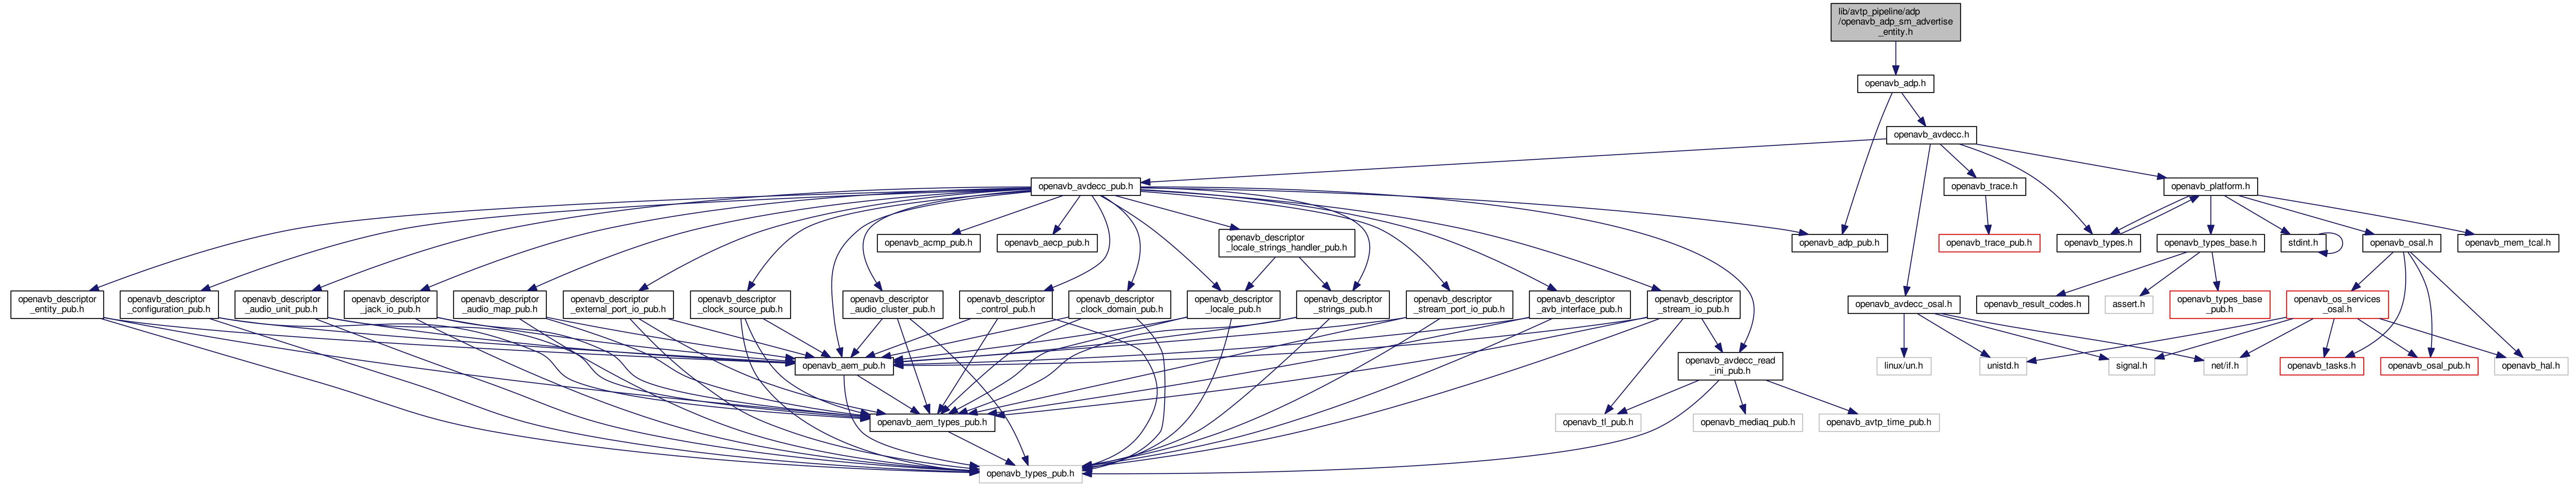 lib/avtp_pipeline/adp
/openavb_adp_sm_advertise
_entity.h
openavb_adp.h
openavb_avdecc.h
openavb_avdecc_pub.h
openavb_trace.h
openavb_platform.h
openavb_acmp_pub.h
openavb_aecp_pub.h
openavb_descriptor
_locale_strings_handler_pub.h
openavb_adp_pub.h
openavb_trace_pub.h
openavb_types.h
openavb_types_base.h
stdint.h
openavb_osal.h
openavb_mem_tcal.h
openavb_descriptor
_entity_pub.h
openavb_descriptor
_configuration_pub.h
openavb_descriptor
_audio_unit_pub.h
openavb_descriptor
_jack_io_pub.h
openavb_descriptor
_audio_map_pub.h
openavb_descriptor
_external_port_io_pub.h
openavb_descriptor
_clock_source_pub.h
openavb_descriptor
_audio_cluster_pub.h
openavb_descriptor
_control_pub.h
openavb_descriptor
_clock_domain_pub.h
openavb_descriptor
_locale_pub.h
openavb_descriptor
_strings_pub.h
openavb_descriptor
_stream_port_io_pub.h
openavb_descriptor
_avb_interface_pub.h
openavb_descriptor
_stream_io_pub.h
openavb_avdecc_osal.h
openavb_result_codes.h
assert.h
openavb_types_base
_pub.h
openavb_os_services
_osal.h
openavb_aem_pub.h
openavb_avdecc_read
_ini_pub.h
linux/un.h
unistd.h
signal.h
net/if.h
openavb_tasks.h
openavb_osal_pub.h
openavb_hal.h
openavb_aem_types_pub.h
openavb_tl_pub.h
openavb_mediaq_pub.h
openavb_avtp_time_pub.h
openavb_types_pub.h